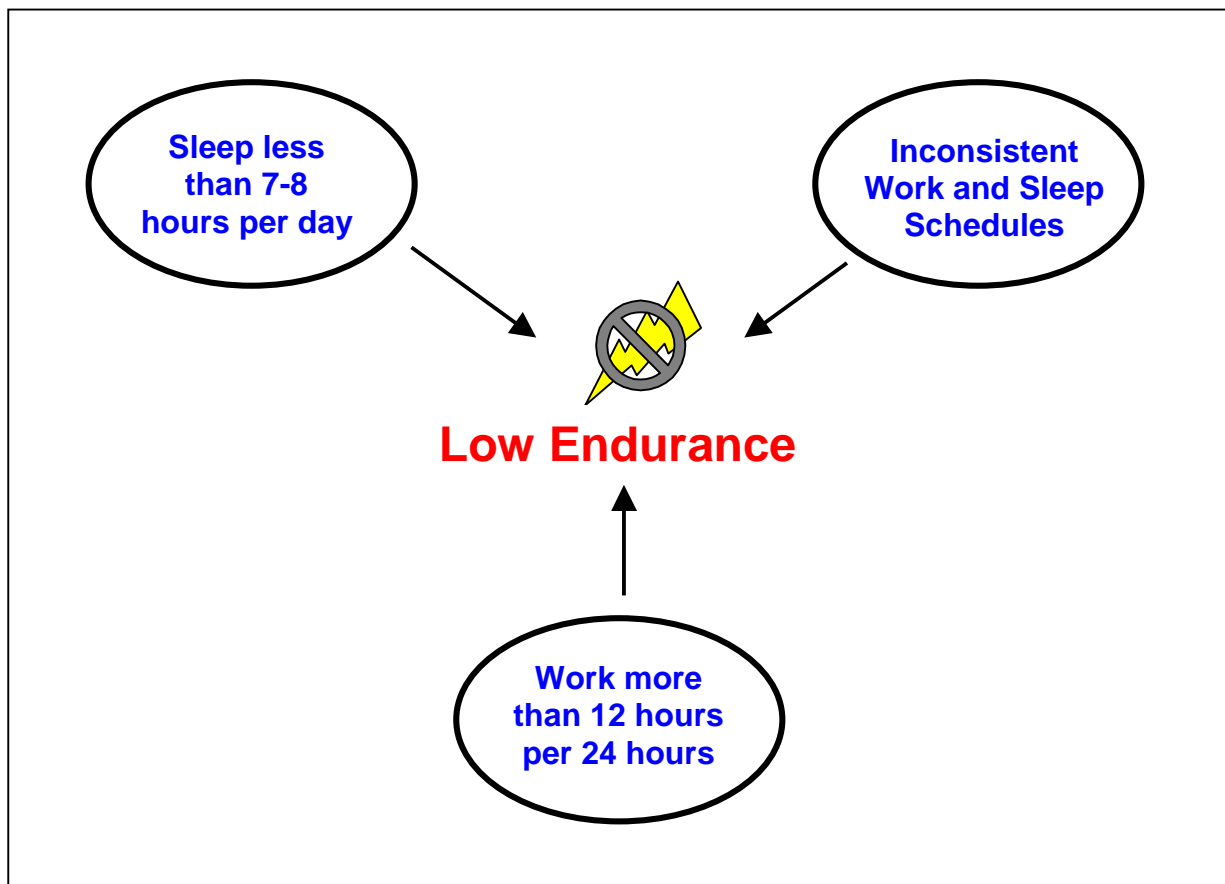 Sleep less
than 7-8
hours per day
Inconsistent
Work and Sleep
Schedules
Low Endurance
Work more
than 12 hours
per 24 hours